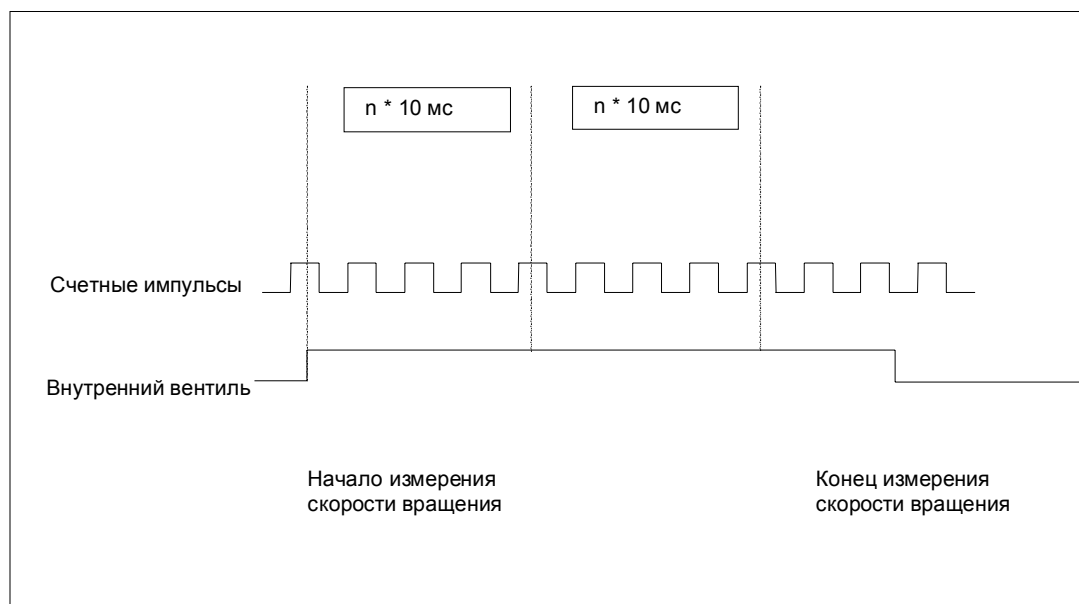 n * 10 мс
n * 10 мс
Счетные импульсы
Внутренний вентиль
Начало измерения
скорости вращения
Конец измерения
скорости вращения